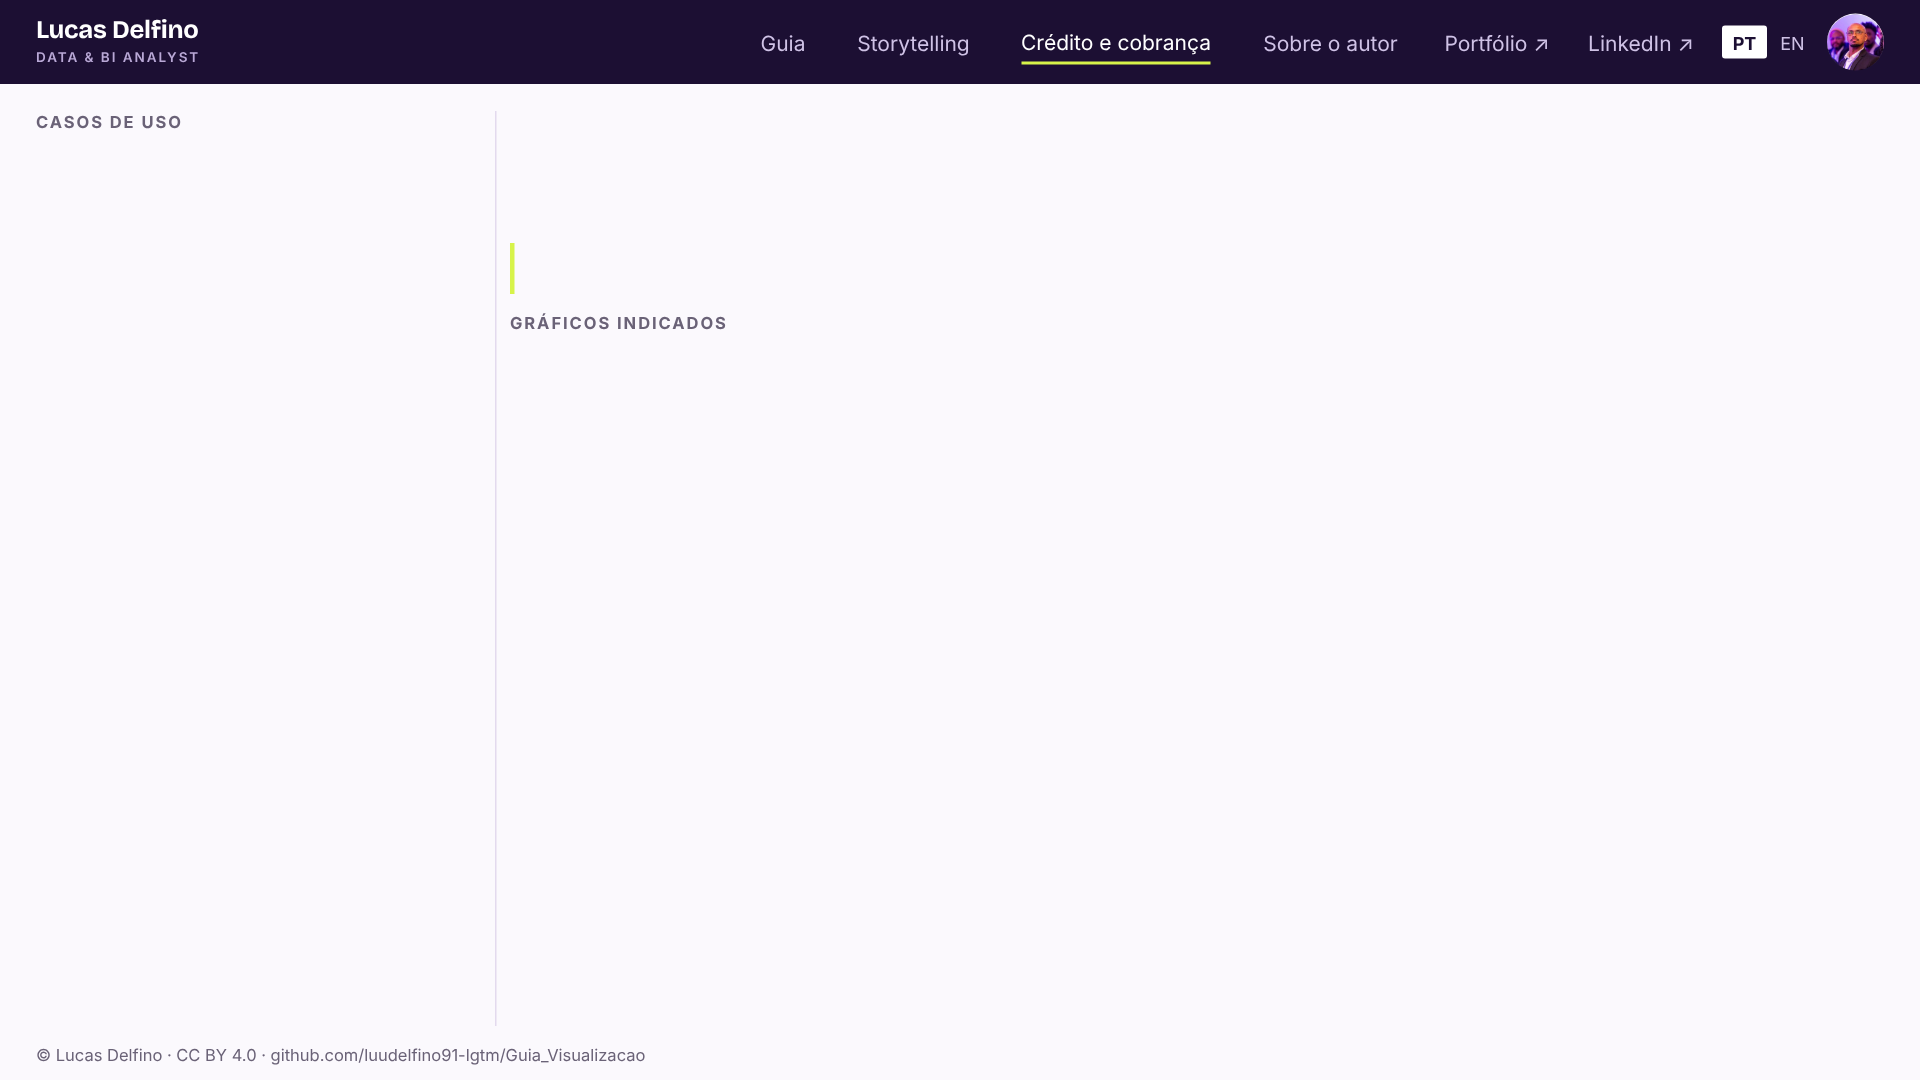 Lucas Delfino
DATA & BI ANALYST
Guia
Storytelling
Crédito e cobrança
Sobre o autor
Portfólio ↗
LinkedIn ↗
PT
EN
CASOS DE USO
GRÁFICOS INDICADOS
© Lucas Delfino · CC BY 4.0 · github.com/luudelfino91-lgtm/Guia_Visualizacao